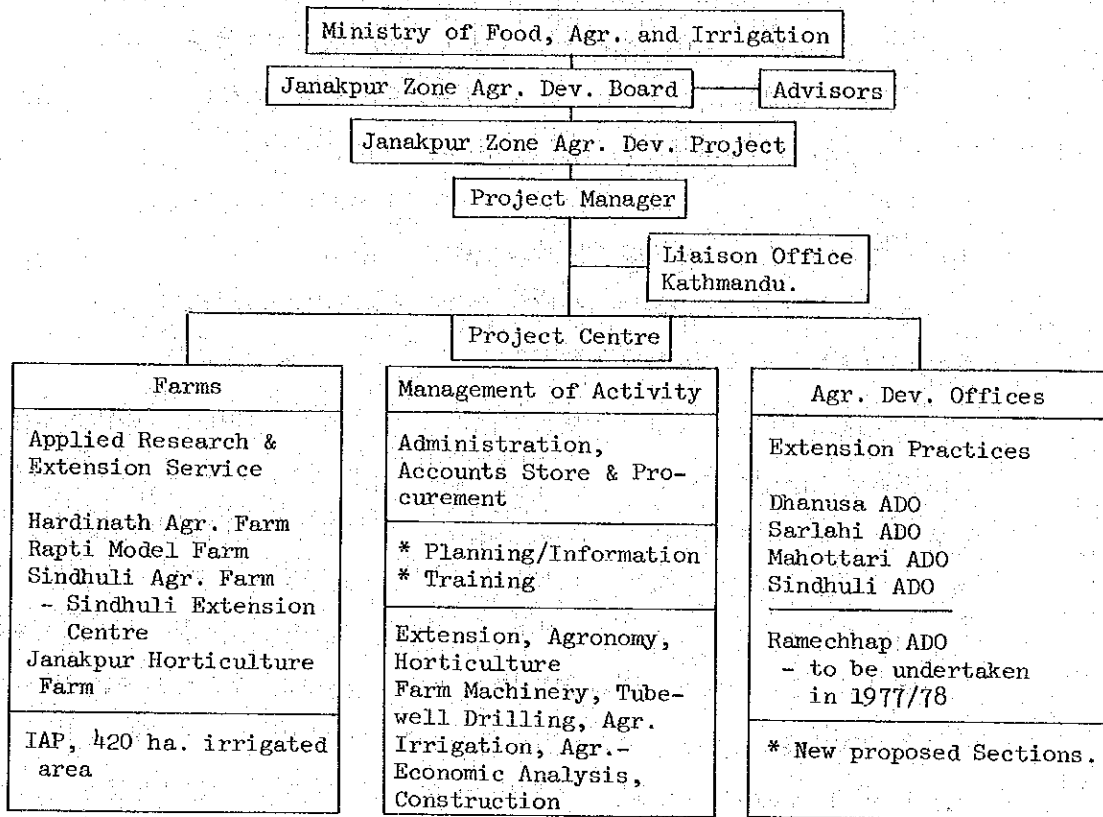 Ministry of Food, Agr. and Irrigation
Janakpur Zone Agr. Dev. Board
Advisors
Janakpur Zone Agr. Dev. Project
Project Manager
Liaison Office
Kathmandu.
Project Centre
Farms
Applied Research &
Extension Service
Hardinath Agr. Farm
Rapti Model Farm
Sindhuli Agr. Farm
- Sindhuli Extension
Centre
Janakpur Horticulture
Farm
IAP, 420 ha. irrigated
area
Management of Activity
Administration,
Accounts Store & Pro-
curement
* Planning/Information
* Training
Extension, Agronomy,
Horticulture
Farm Machinery, Tube-
well Drilling, Agr.
Irrigation, Agr.-
Economic Analysis,
Construction
Agr. Dev. Offices
Extension Practices
Dhanusa ADO
Sarlahi ADO
Mahottari ADO
Sindhuli ADO
Ramechhap ADO
- to be undertaken
in 1977/78
* New proposed Sections.